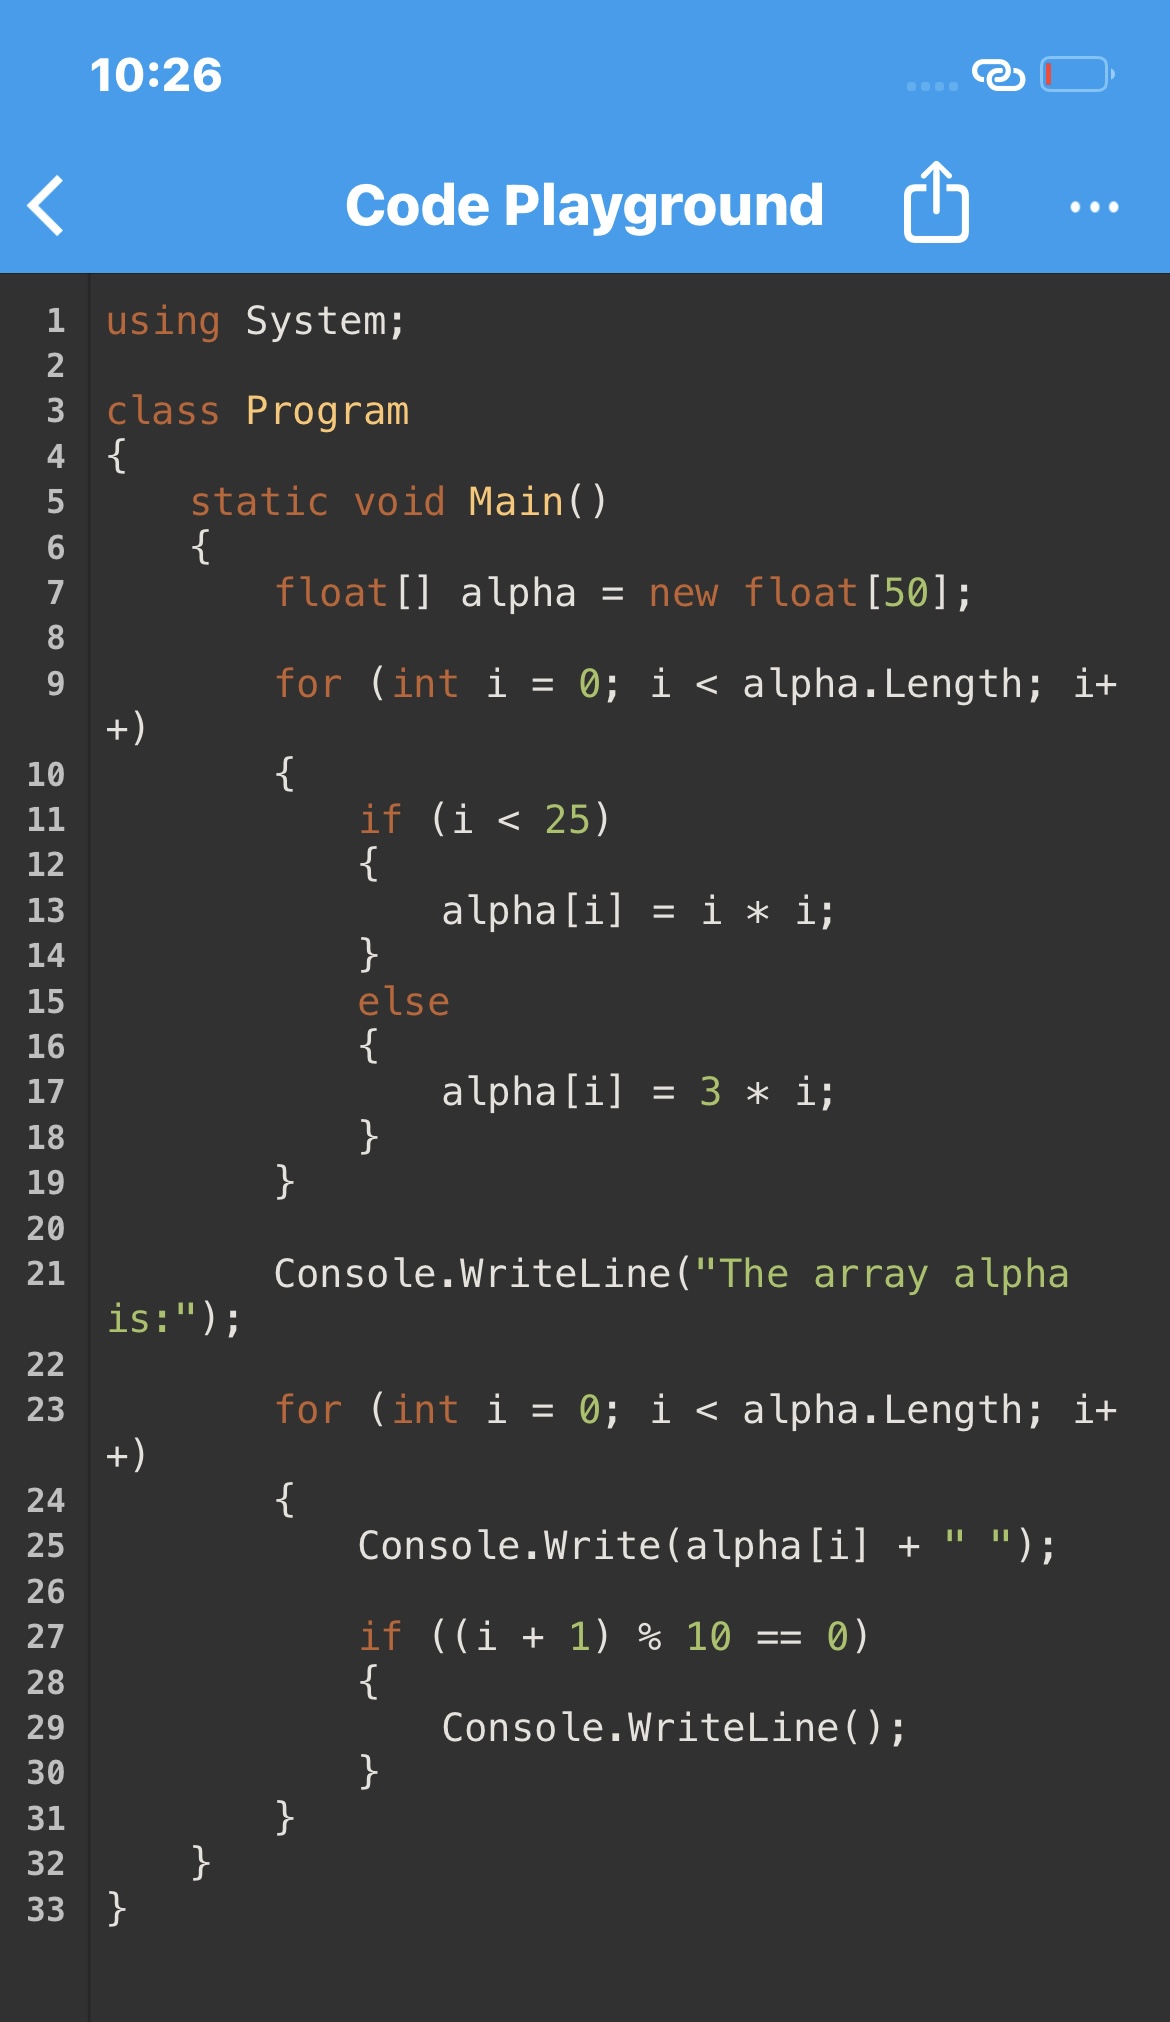 10:26
Code Playground
1 using System;
2
3 class Program
4 {
5     static void Main()
6     {
7         float[] alpha = new float[50];
8
9         for (int i = 0; i < alpha.Length; i+
+)
10         {
11             if (i < 25)
12             {
13                 alpha[i] = i * i;
14             }
15             else
16             {
17                 alpha[i] = 3 * i;
18             }
19         }
20
21         Console.WriteLine("The array alpha
is:");
22
23         for (int i = 0; i < alpha.Length; i+
+)
24         {
25             Console.Write(alpha[i] + " ");
26
27             if ((i + 1) % 10 == 0)
28             {
29                 Console.WriteLine();
30             }
31         }
32     }
33 }